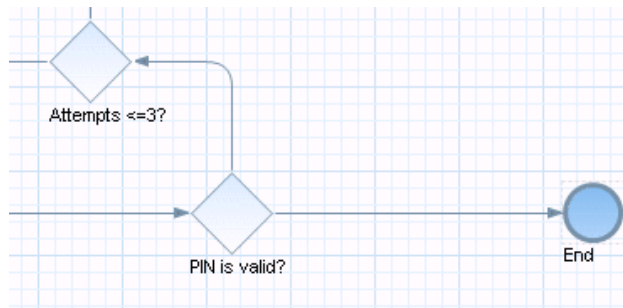 Attempts <=3?
PIN is valid?
End